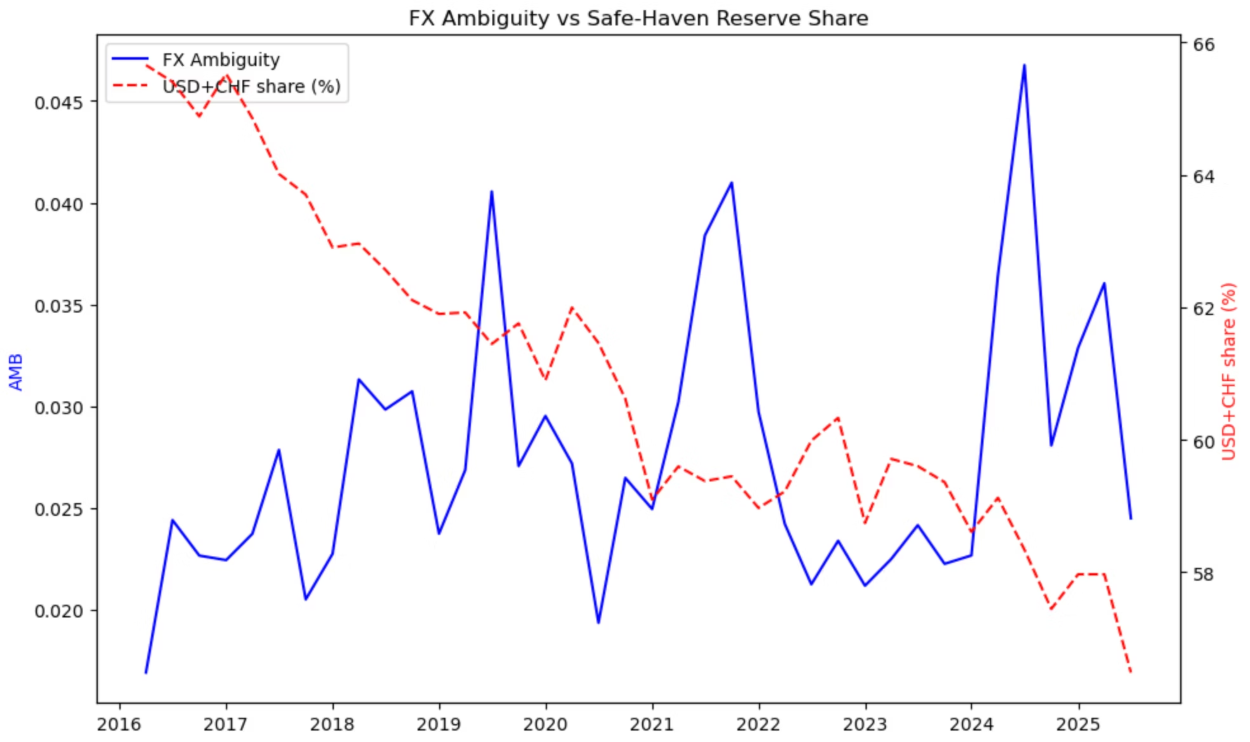 FX Ambiguity vs Safe-Haven Reserve Share
FX Ambiguity
USD+CHF share (%)
AMB
0.045
0.040
0.035
0.030
0.025
0.020
66
64
62
60
58
USD+CHF share (%)
2016 2017 2018 2019 2020 2021 2022 2023 2024 2025